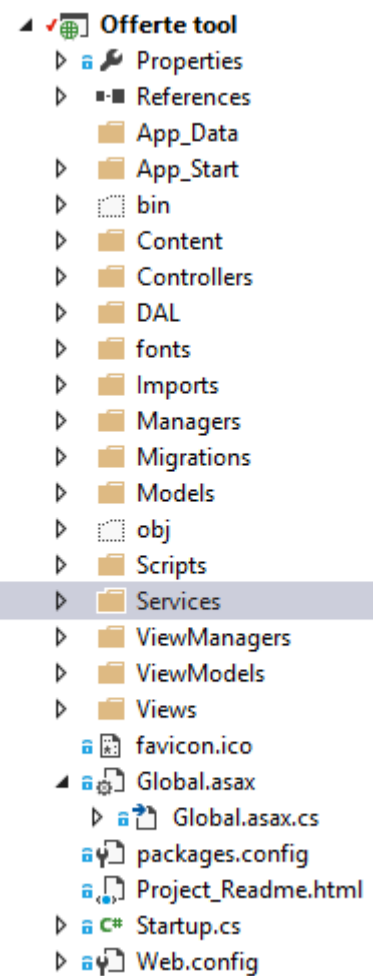 Offerte tool
Properties
References
App_Data
App_Start
bin
Content
Controllers
DAL
fonts
Imports
Managers
Migrations
Models
obj
Scripts
Services
ViewManagers
ViewModels
Views
favicon.ico
Global.asax
Global.asax.cs
packages.config
Project_Readme.html
C# Startup.cs
Web.config